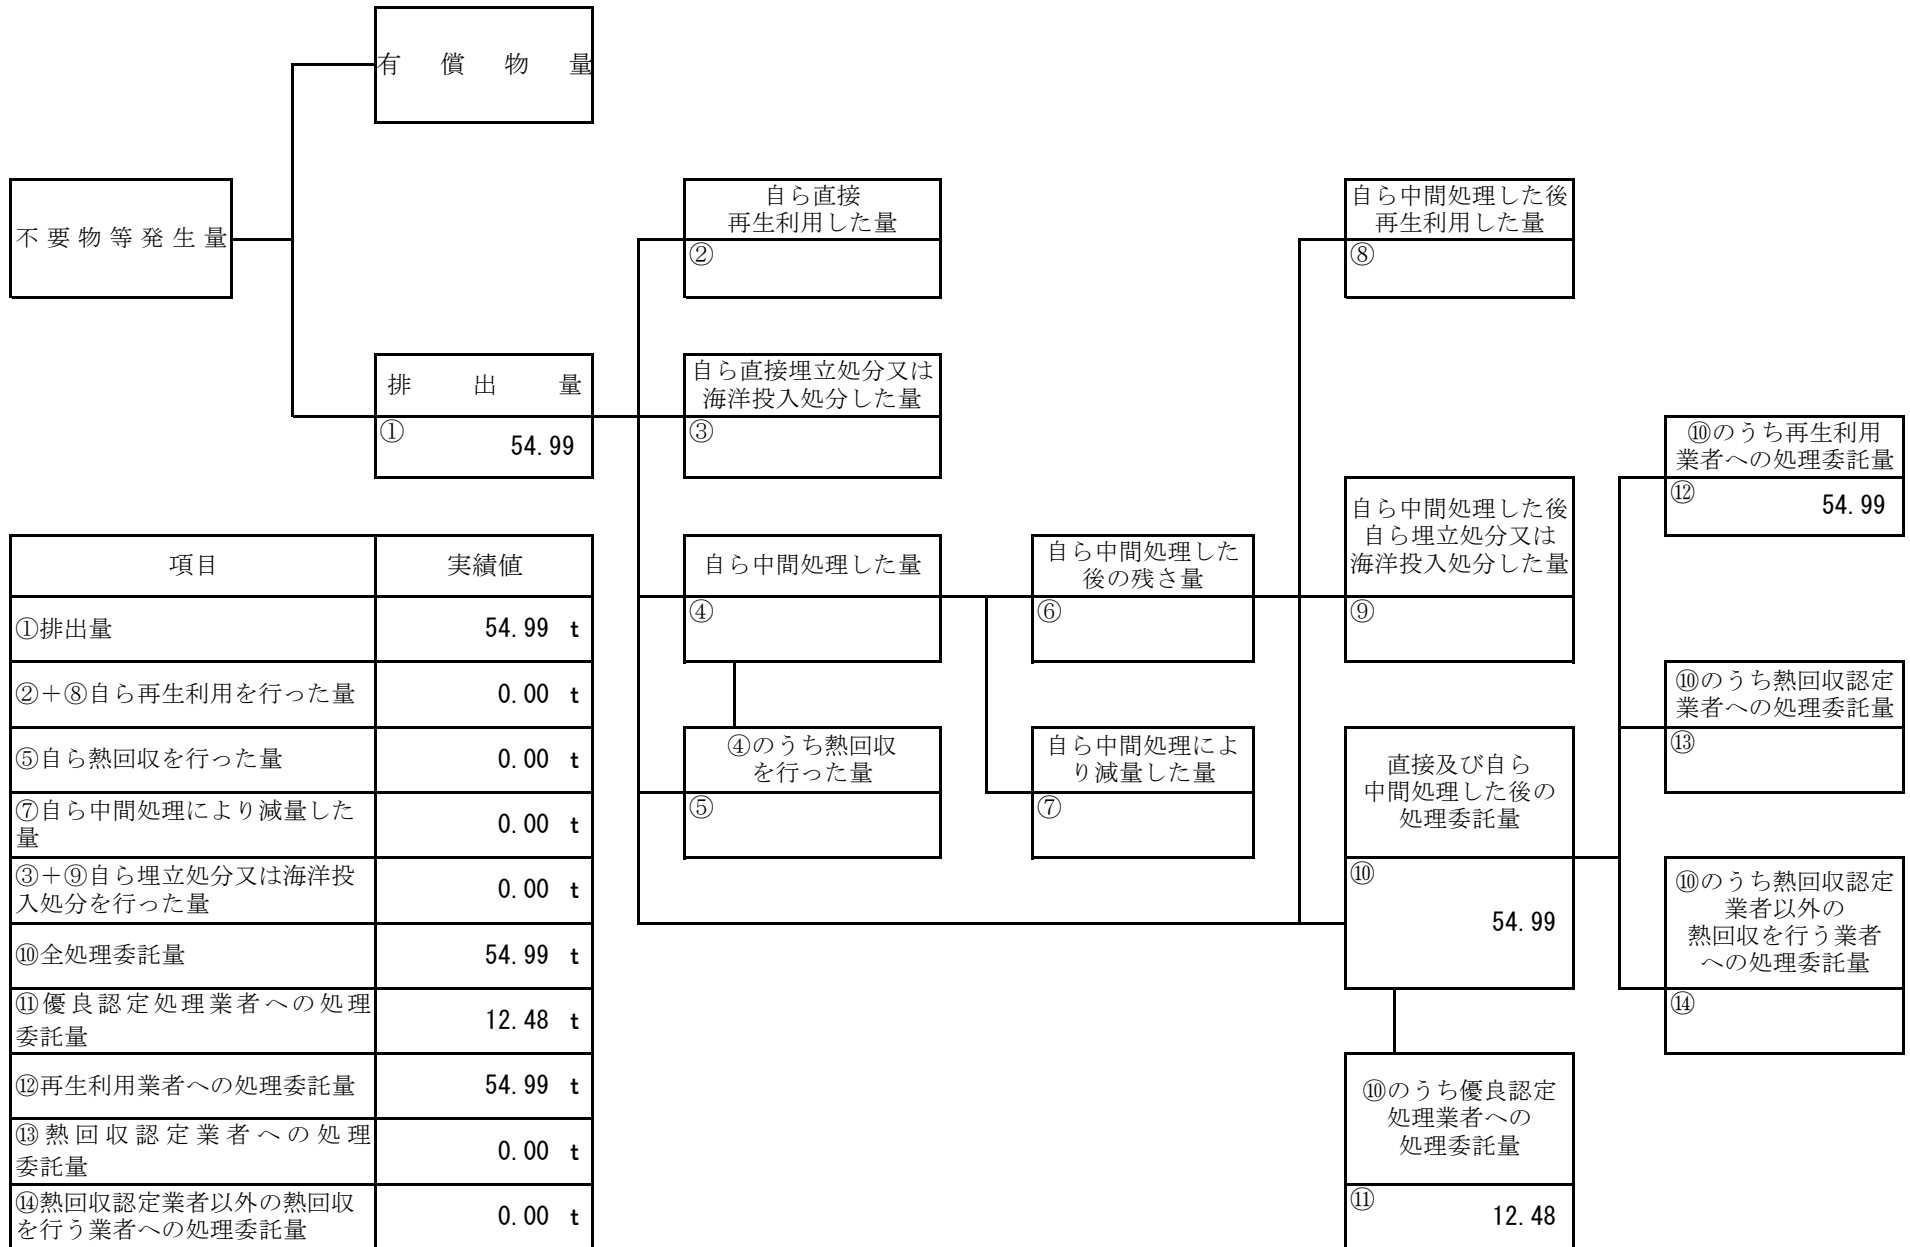 有償物量
不要物等発生量
自ら直接
再生利用した量
②
自ら中間処理した後
再生利用した量
⑧
排出量
①
54.99
自ら直接埋立処分又は
海洋投入処分した量
③
⑩のうち再生利用
業者への処理委託量
⑫
54.99
自ら中間処理した量
④
自ら中間処理した
後の残さ量
⑥
自ら中間処理した後
自ら埋立処分又は
海洋投入処分した量
⑨
⑩のうち熱回収認定
業者への処理委託量
⑬
④のうち熱回収
を行った量
⑤
自ら中間処理によ
り減量した量
⑦
直接及び自ら
中間処理した後の
処理委託量
⑩
54.99
⑩のうち熱回収認定
業者以外の
熱回収を行う業者
への処理委託量
⑭
⑩のうち優良認定
処理業者への
処理委託量
⑪
12.48
項目 実績値
①排出量 54.99 t
②+⑧自ら再生利用を行った量 0.00 t
⑤自ら熱回収を行った量 0.00 t
⑦自ら中間処理により減量した
量 0.00 t
③+⑨自ら埋立処分又は海洋投
入処分を行った量 0.00 t
⑩全処理委託量 54.99 t
⑪優良認定処理業者への処理
委託量 12.48 t
⑫再生利用業者への処理委託量 54.99 t
⑬熱回収認定業者への処理
委託量 0.00 t
⑭熱回収認定業者以外の熱回収
を行う業者への処理委託量 0.00 t